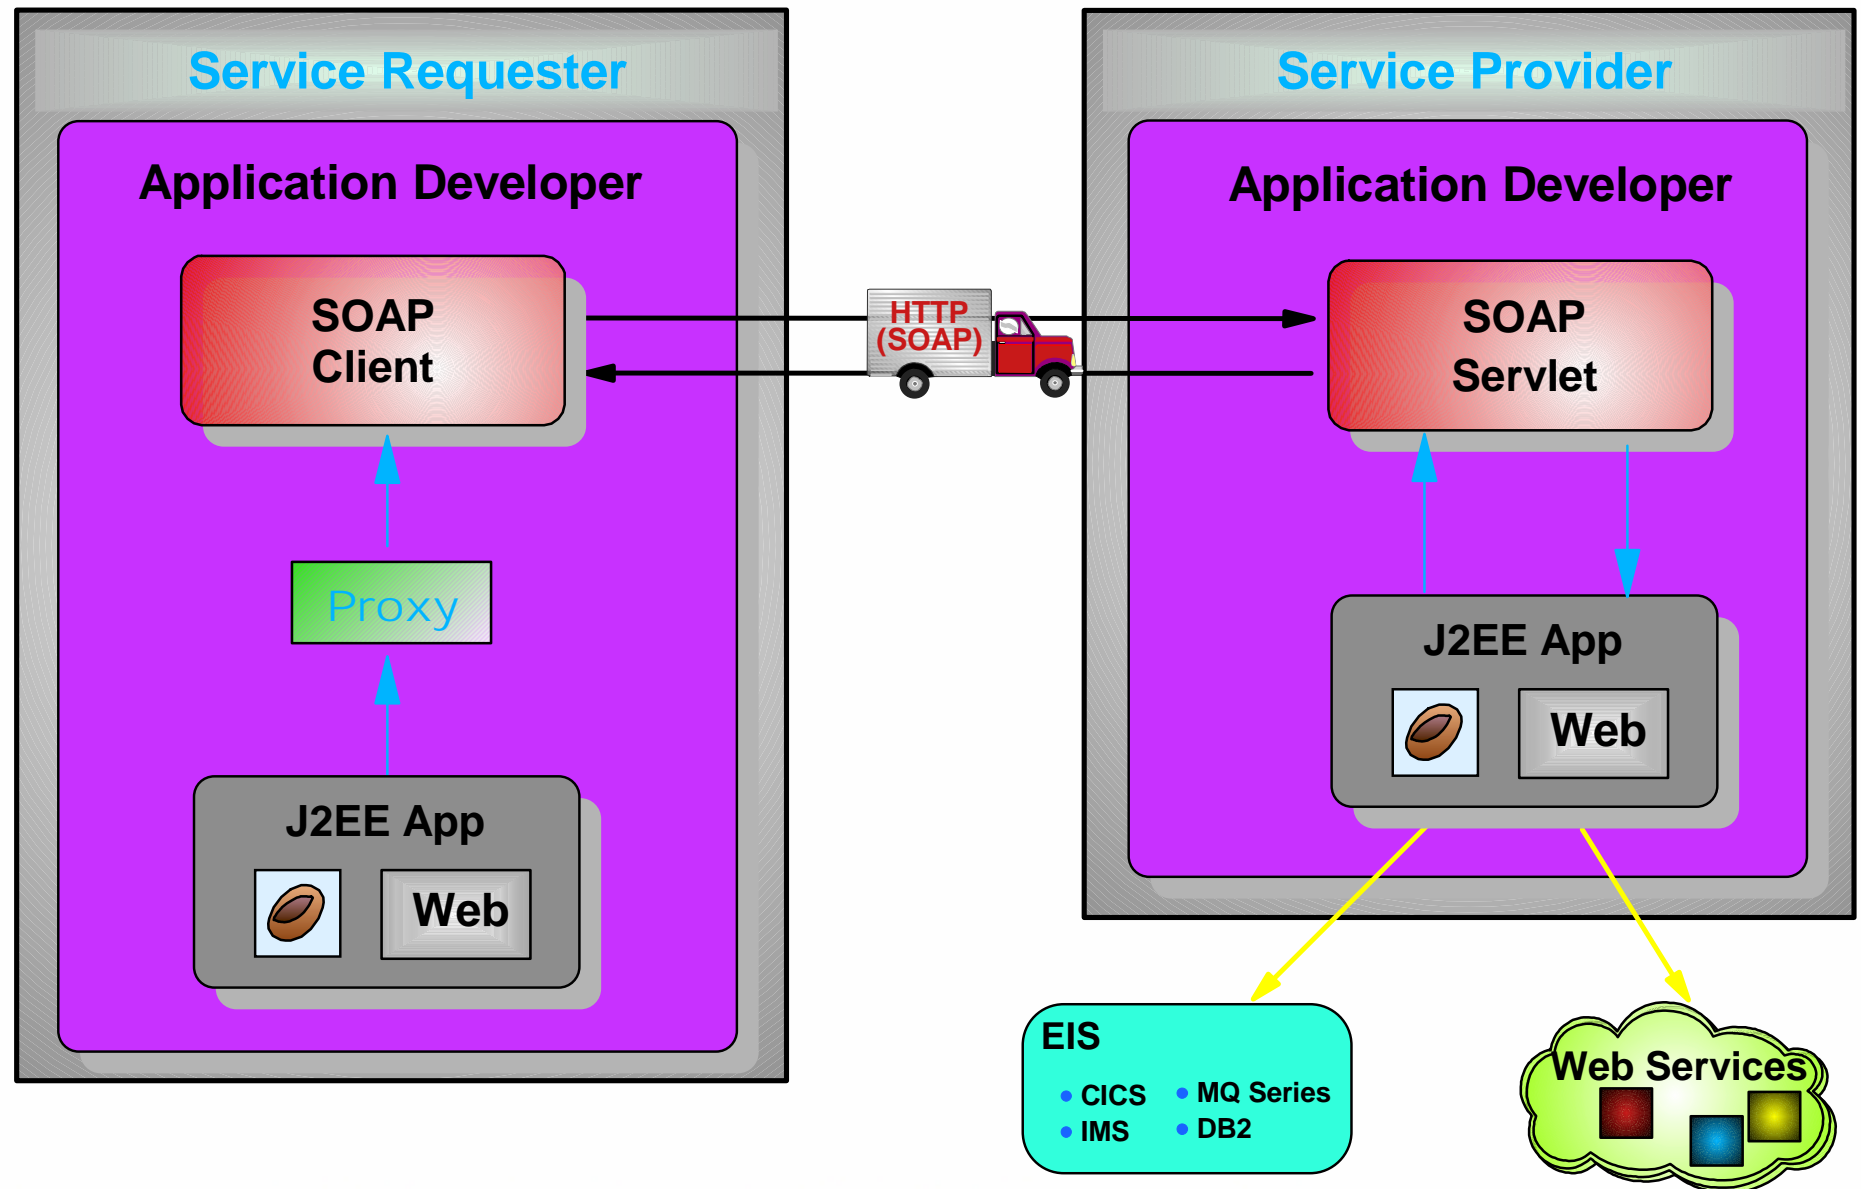 Service Requester
Application Developer
SOAP
Client
Proxy
J2EE App
Web
HTTP
(SOAP)
Service Provider
Application Developer
SOAP
Servlet
J2EE App
Web
EIS
• CICS
• IMS
• MQ Series
• DB2
Web Services